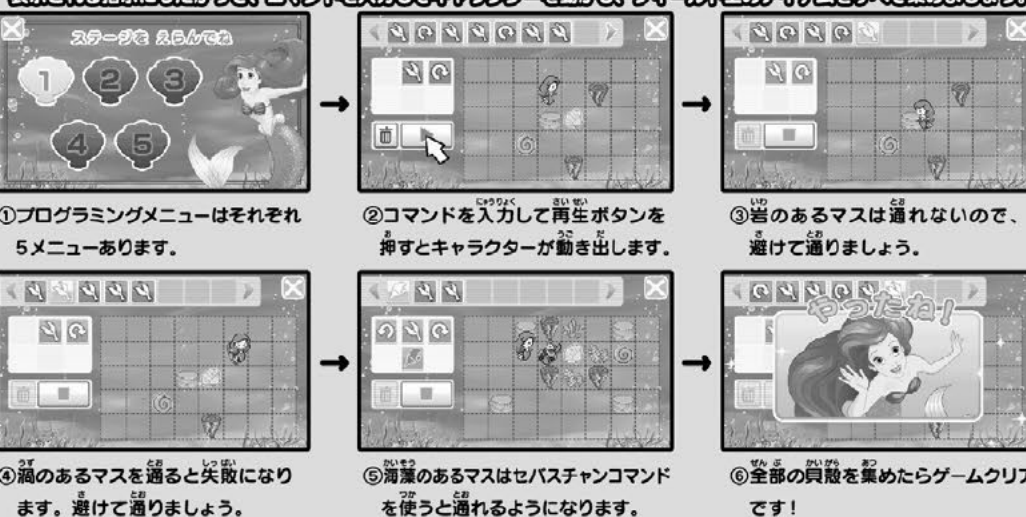 ステージを えらんでね
1 2 3
4 5
①プログラミングメニューはそれぞれ
5メニューあります。
②コマンドを入力して再生ボタンを
押すとキャラクターが動き出します。
③岩のあるマスは通れないので、
避けて通りましょう。
④渦のあるマスを通ると失敗になり
ます。避けて通りましょう。
⑤海藻のあるマスはセバスチャンコマンド
を使うと通れるようになります。
やったね!
⑥全部の貝殻を集めたらゲームクリア
です!